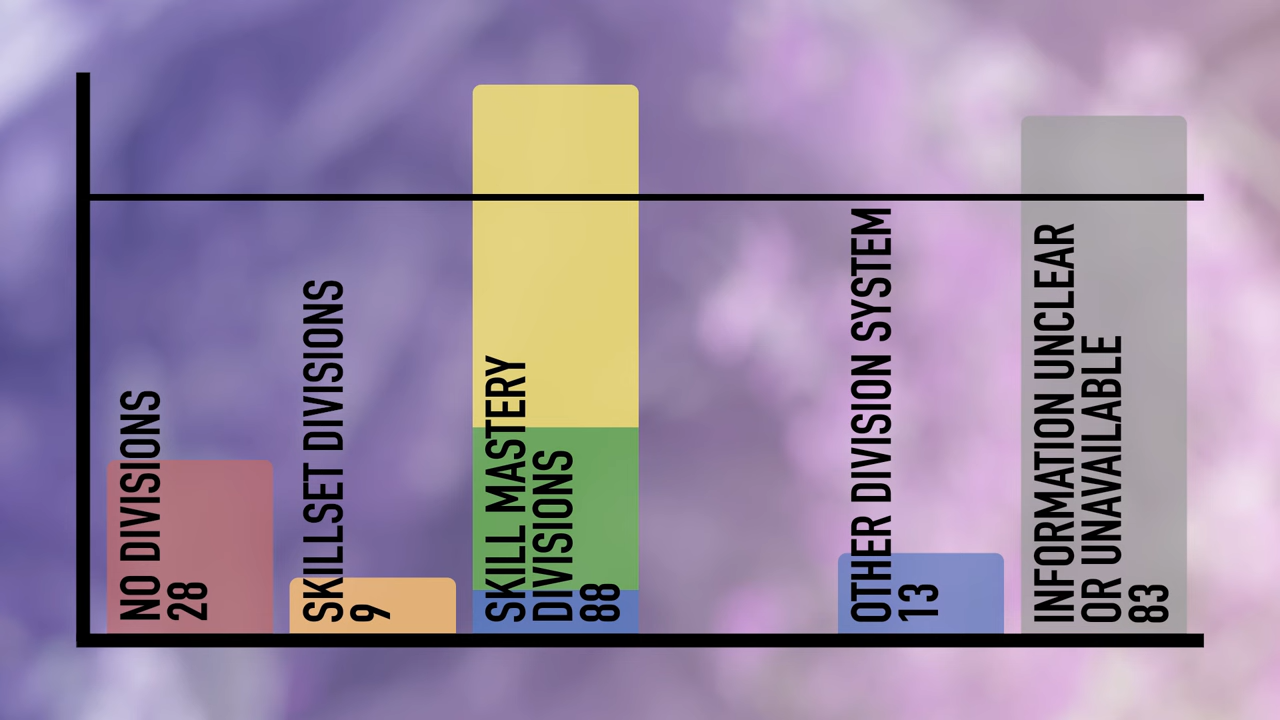 NO DIVISIONS
28
SKILLSET DIVISIONS
9
SKILL MASTERY
DIVISIONS
88
OTHER DIVISION SYSTEM
13
INFORMATION UNCLEAR
OR UNAVAILABLE
83